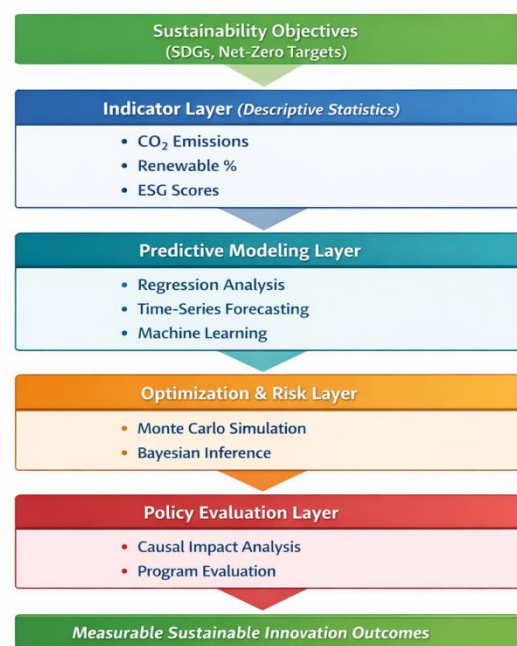 Sustainability Objectives
(SDGs, Net-Zero Targets)
Indicator Layer (Descriptive Statistics)
• CO₂ Emissions
• Renewable %
• ESG Scores
Predictive Modeling Layer
• Regression Analysis
• Time-Series Forecasting
• Machine Learning
Optimization & Risk Layer
• Monte Carlo Simulation
• Bayesian Inference
Policy Evaluation Layer
• Causal Impact Analysis
• Program Evaluation
Measurable Sustainable Innovation Outcomes